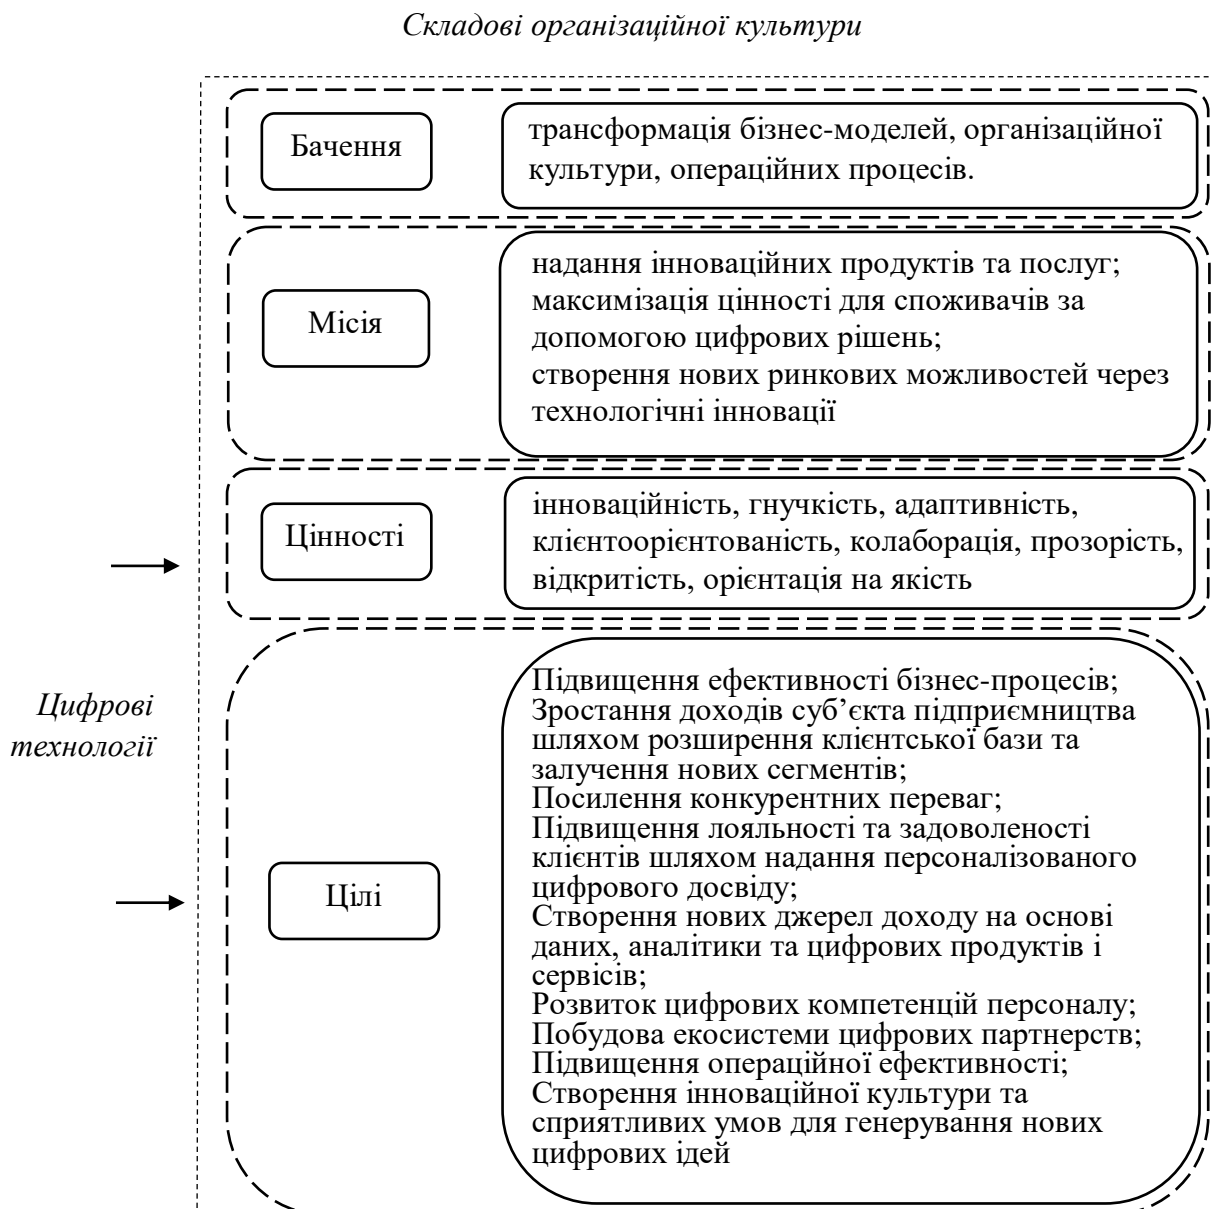 Складові організаційної культури
Бачення
трансформація бізнес-моделей, організаційної
культури, операційних процесів.
Місія
надання інноваційних продуктів та послуг;
максимізація цінності для споживачів за
допомогою цифрових рішень;
створення нових ринкових можливостей через
технологічні інновації
Цінності
інноваційність, гнучкість, адаптивність,
клієнтоорієнтованість, колаборація, прозорість,
відкритість, орієнтація на якість
Цифрові
технології
Цілі
Підвищення ефективності бізнес-процесів;
Зростання доходів суб’єкта підприємництва
шляхом розширення клієнтської бази та
залучення нових сегментів;
Посилення конкурентних переваг;
Підвищення лояльності та задоволеності
клієнтів шляхом надання персоналізованого
цифрового досвіду;
Створення нових джерел доходу на основі
даних, аналітики та цифрових продуктів і
сервісів;
Розвиток цифрових компетенцій персоналу;
Побудова екосистеми цифрових партнерств;
Підвищення операційної ефективності;
Створення інноваційної культури та
сприятливих умов для генерування нових
цифрових ідей